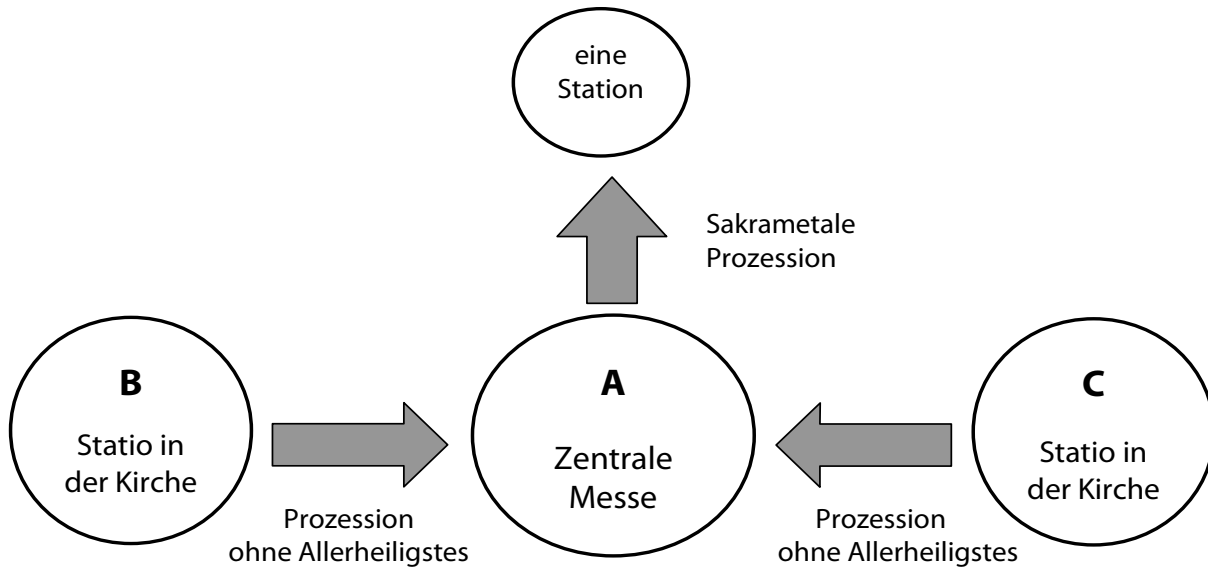 eine
Station
Sakrametale
Prozession
B
Statio in
der Kirche
Prozession
ohne Allerheiligstes
A
Zentrale
Messe
C
Statio in
der Kirche
Prozession
ohne Allerheiligstes